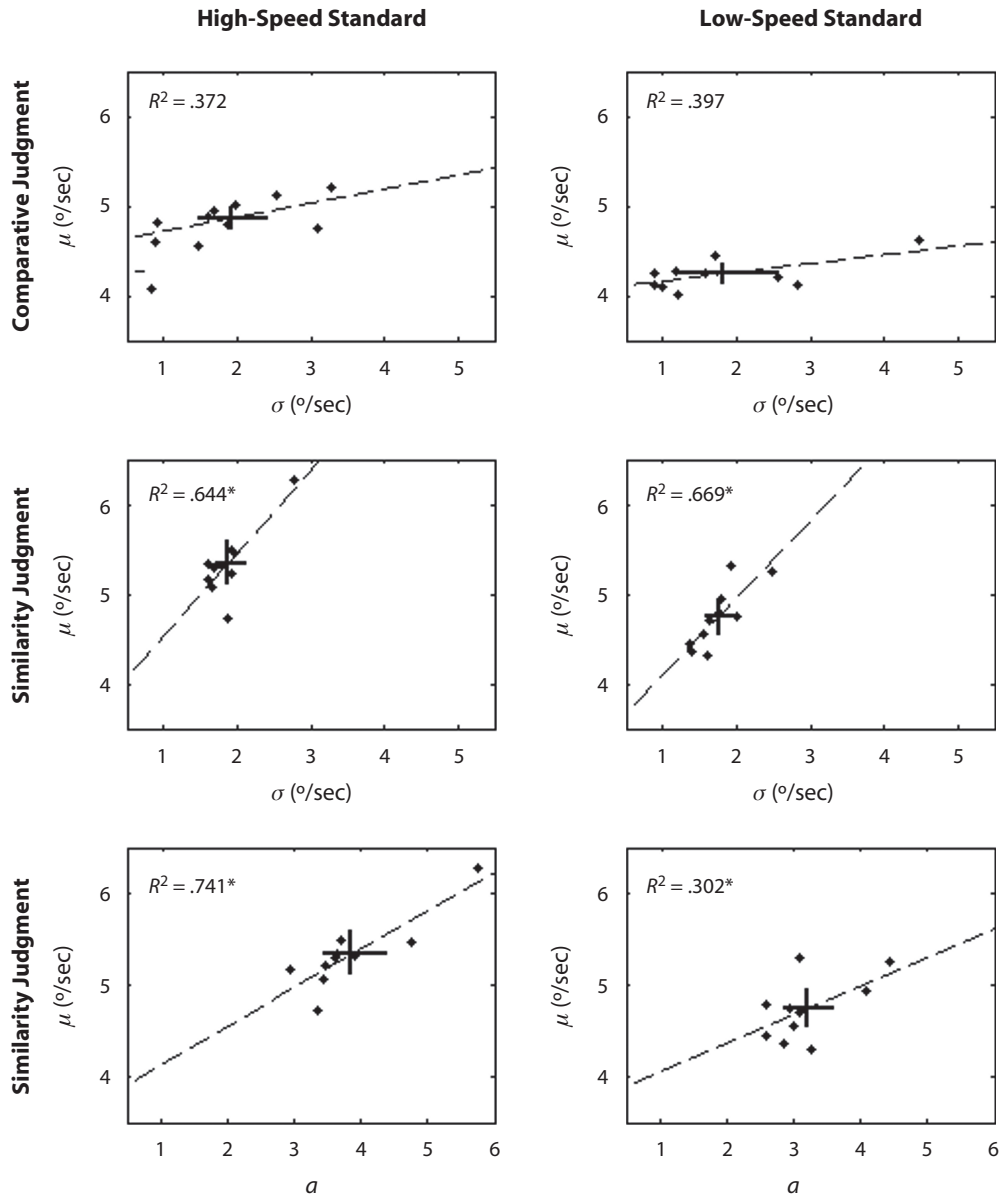 High-Speed Standard
Low-Speed Standard
Comparative Judgment
μ (º/sec)
6
5
4
R² = .372
1 2 3 4 5
σ (º/sec)
μ (º/sec)
6
5
4
R² = .397
1 2 3 4 5
σ (º/sec)
Similarity Judgment
μ (º/sec)
6
5
4
R² = .644*
1 2 3 4 5
σ (º/sec)
μ (º/sec)
6
5
4
R² = .669*
1 2 3 4 5
σ (º/sec)
Similarity Judgment
μ (º/sec)
6
5
4
R² = .741*
1 2 3 4 5 6
a
μ (º/sec)
6
5
4
R² = .302*
1 2 3 4 5 6
a